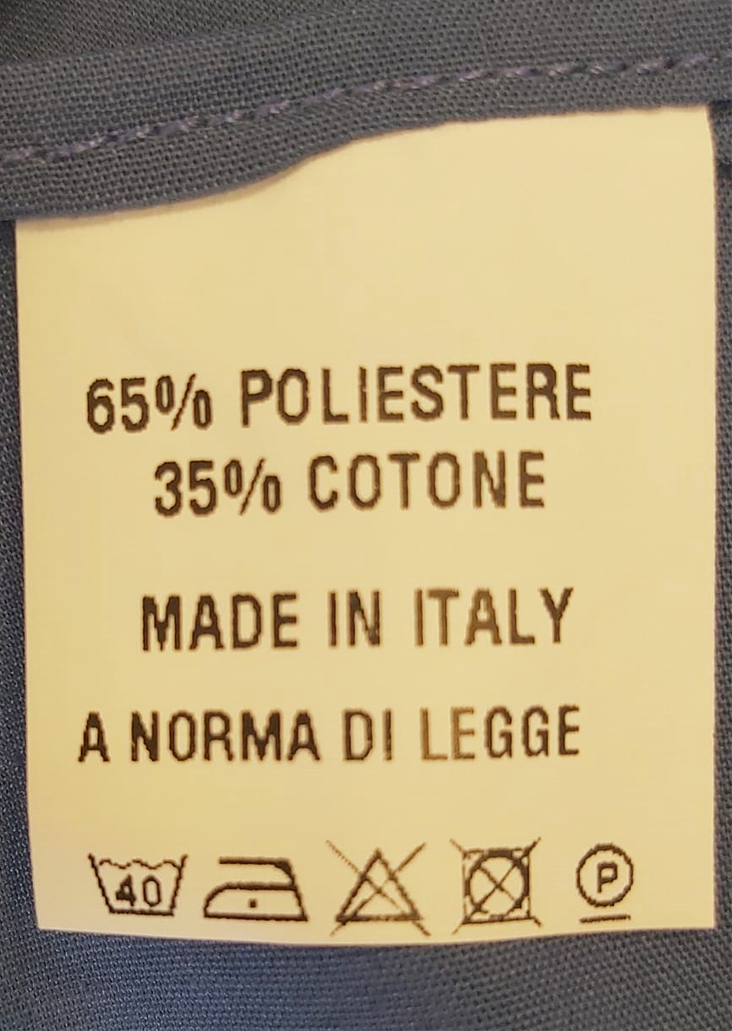 65% POLIESTERE
35% COTONE
MADE IN ITALY
A NORMA DI LEGGE
40 P